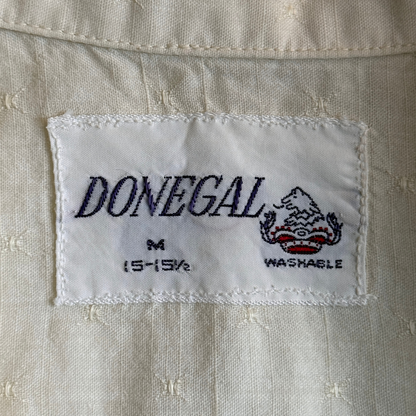 DONEGAL
M
15-15½
WASHABLE